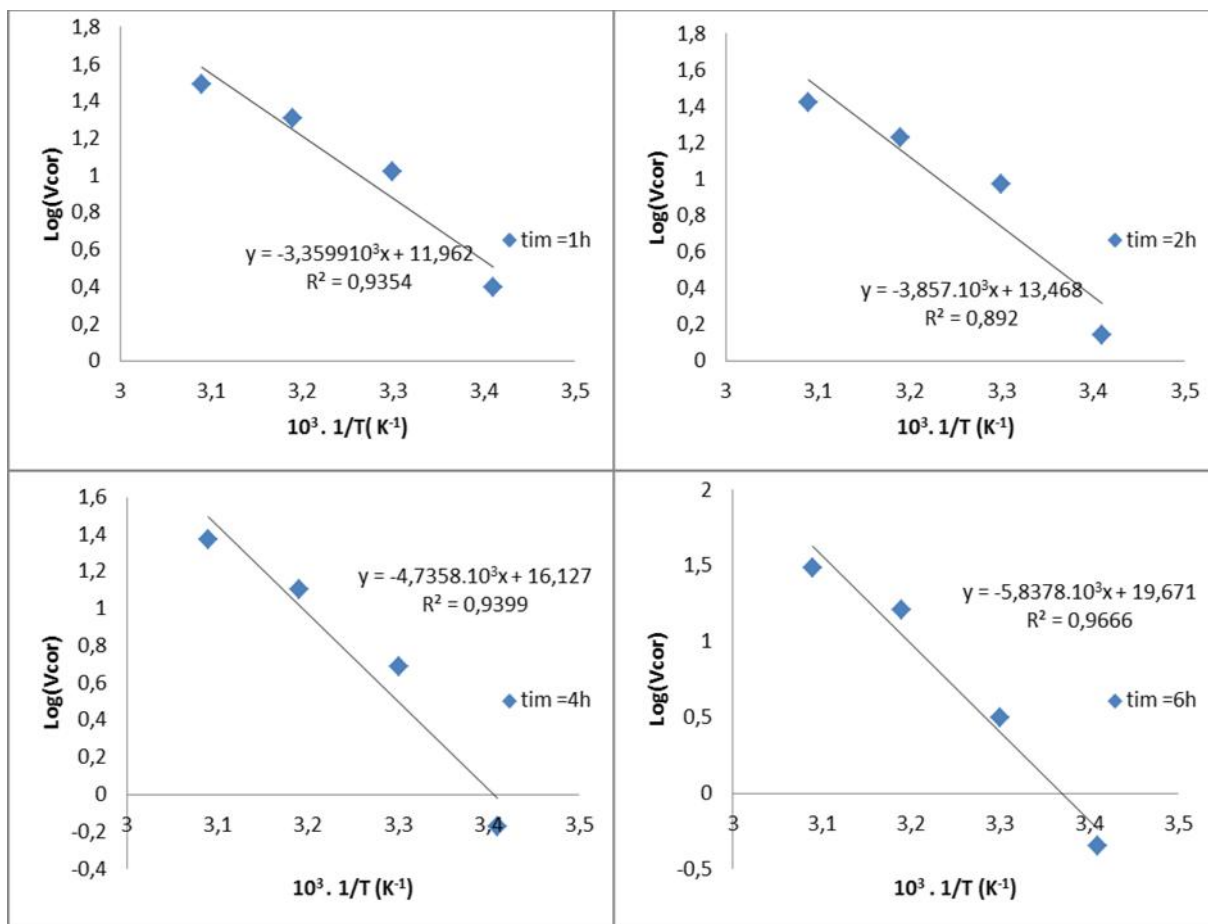 1,8
1,6
1,4
1,2
1
0,8
0,6
0,4
0,2
0
Log(Vcor)
y = -3,359910³x + 11,962
R² = 0,9354
tim =1h
3 3,1 3,2 3,3 3,4 3,5
10³ . 1/T( K⁻¹)
1,8
1,6
1,4
1,2
1
0,8
0,6
0,4
0,2
0
Log(Vcor)
tim =2h
y = -3,857.10³x + 13,468
R² = 0,892
3 3,1 3,2 3,3 3,4 3,5
10³. 1/T (K⁻¹)
1,6
1,4
1,2
1
0,8
0,6
0,4
0,2
0
-0,2
-0,4
Log(Vcor)
y = -4,7358.10³x + 16,127
R² = 0,9399
tim =4h
3 3,1 3,2 3,3 3,4 3,5
10³ . 1/T (K⁻¹)
2
1,5
1
0,5
0
-0,5
Log(Vcor)
y = -5,8378.10³x + 19,671
R² = 0,9666
tim =6h
3 3,1 3,2 3,3 3,4 3,5
10³ . 1/T (K⁻¹)